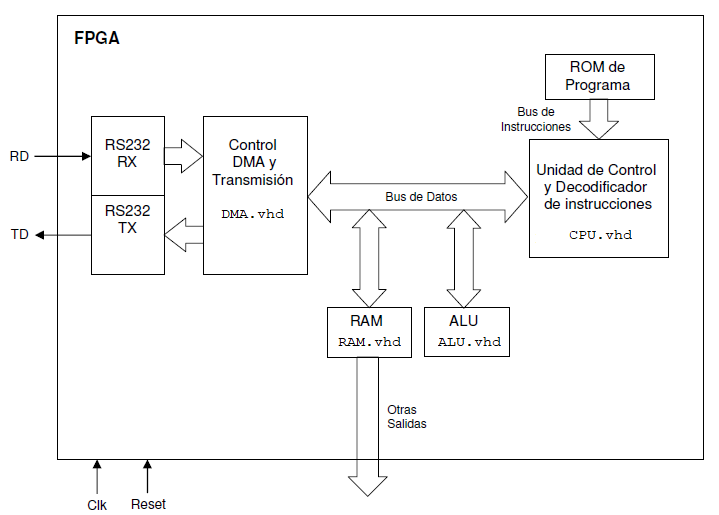 FPGA
ROM de
Programa
Bus de
Instrucciones
RD
RS232
RX
Control
DMA y
Transmisión
DMA.vhd
Bus de Datos
Unidad de Control
y Decodificador
de instrucciones
CPU.vhd
TD
RS232
TX
RAM
RAM.vhd
ALU
ALU.vhd
Otras
Salidas
Clk
Reset